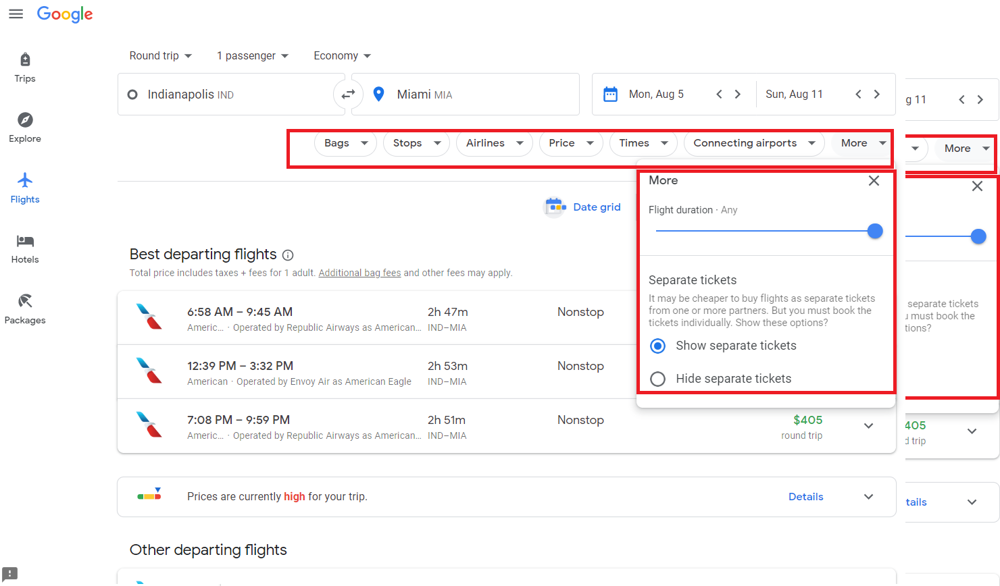 Google
Trips
Explore
Flights
Hotels
Packages
Round trip 1 passenger Economy
Indianapolis IND Miami MIA Mon, Aug 5 Sun, Aug 11
g 11
Bags Stops Airlines Price Times Connecting airports More
More
Date grid
More
Flight duration · Any
Separate tickets
It may be cheaper to buy flights as separate tickets
from one or more partners. But you must book the
tickets individually. Show these options?
Show separate tickets
Hide separate tickets
separate tickets
u must book the
tions?
Best departing flights
Total price includes taxes + fees for 1 adult. Additional bag fees and other fees may apply.
6:58 AM – 9:45 AM 2h 47m Nonstop
Americ... · Operated by Republic Airways as American... IND–MIA
12:39 PM – 3:32 PM 2h 53m Nonstop
American · Operated by Envoy Air as American Eagle IND–MIA
7:08 PM – 9:59 PM 2h 51m Nonstop $405
Americ... · Operated by Republic Airways as American... IND–MIA round trip
405
d trip
Prices are currently high for your trip. Details
tails
Other departing flights